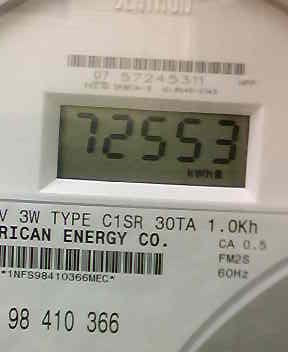 CENTRON
07 57245311
72553
kWh
V 3W TYPE C1SR 30TA 1.0Kh
RICAN ENERGY CO.
CA 0.5
FM2S
60Hz
*1NFS98410366MEC*
98 410 366